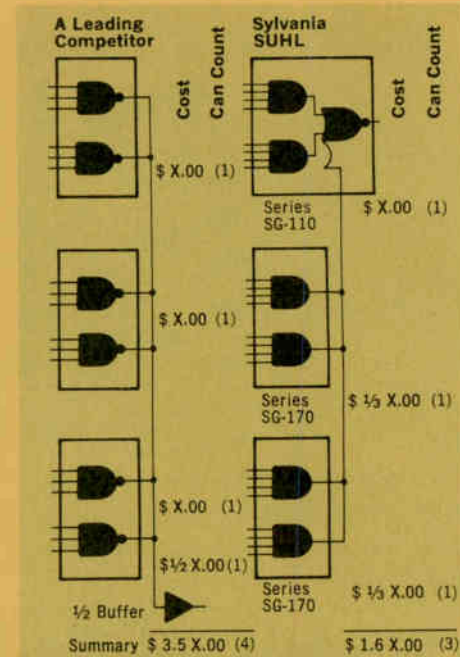 A Leading
Competitor
Cost
Can Count
$ X.00 (1)
$ X.00 (1)
$ X.00 (1)
$ ½ X.00 (1)
½ Buffer
Summary $ 3.5 X.00 (4)
Sylvania
SUHL
Cost
Can Count
Series
SG-110
$ X.00 (1)
Series
SG-170
$ ⅓ X.00 (1)
Series
SG-170
$ ⅓ X.00 (1)
$ 1.6 X.00 (3)